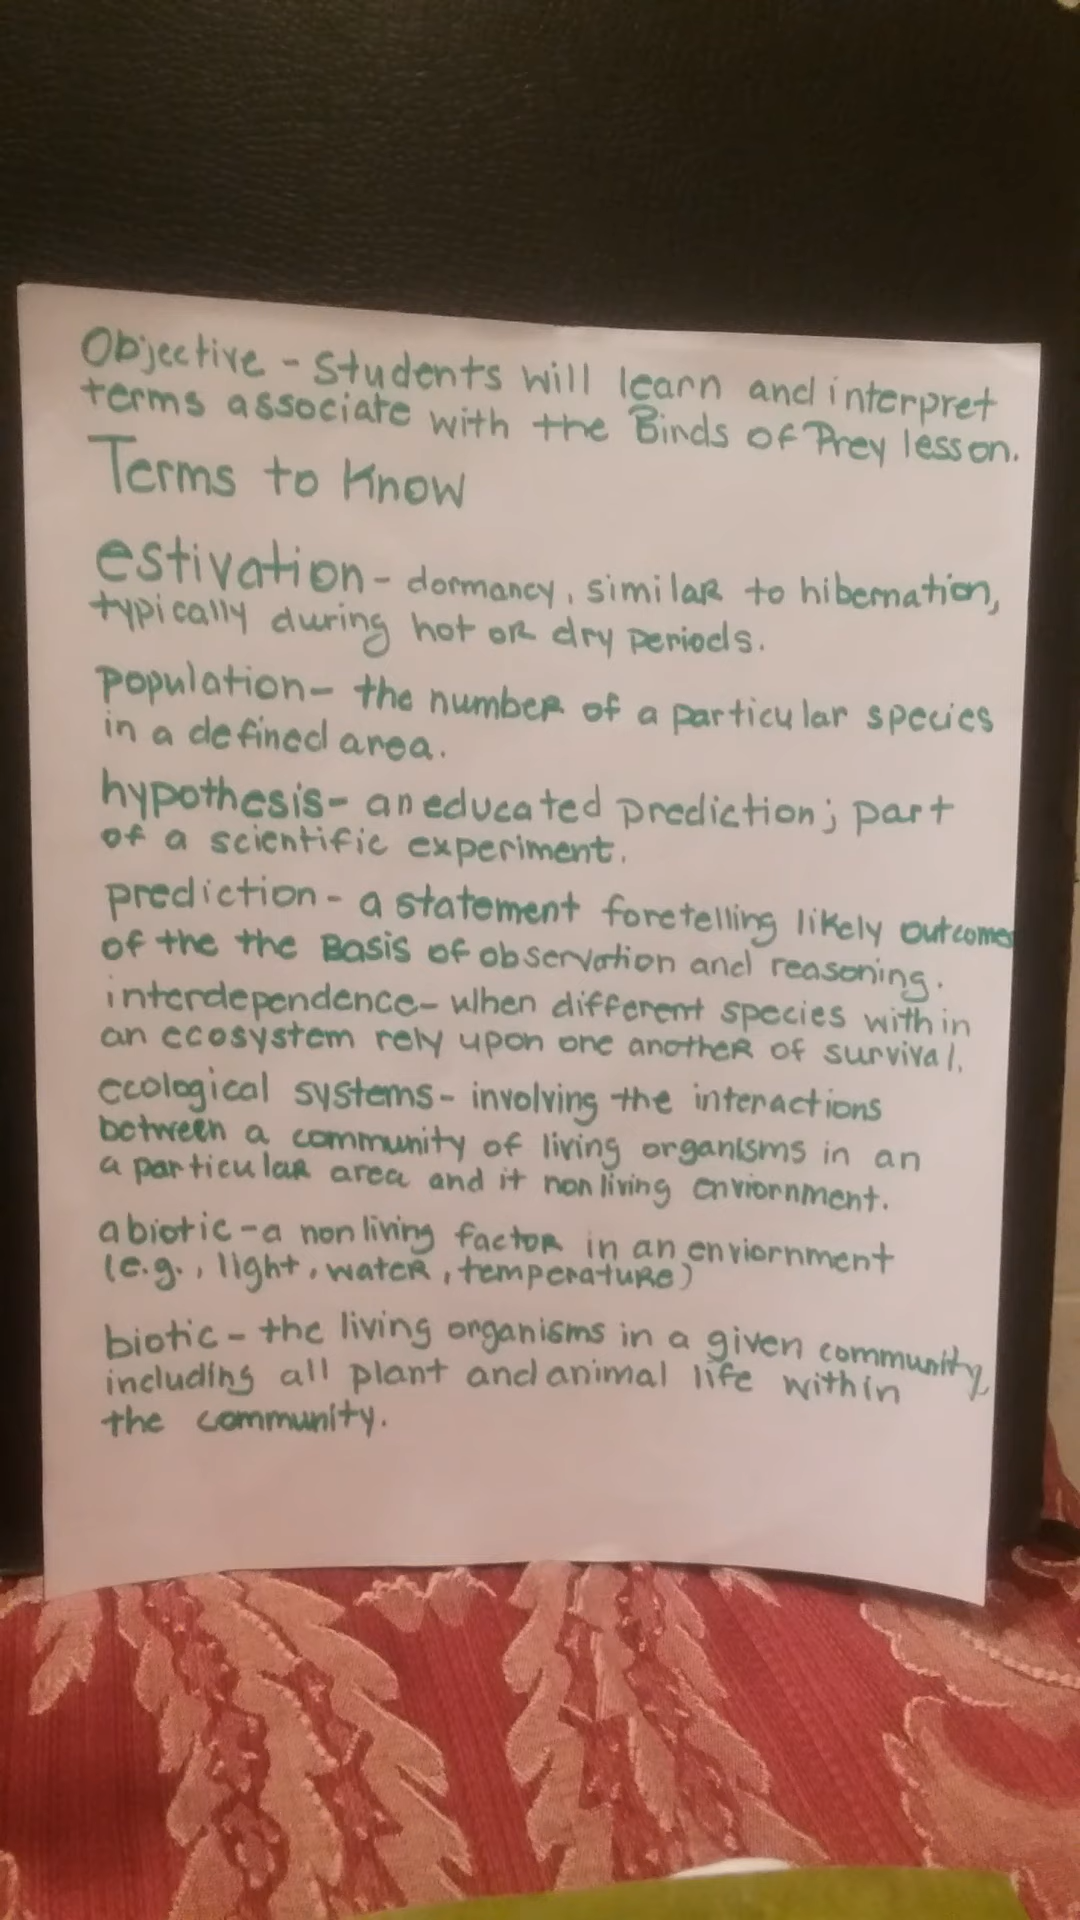 Objective - Students will learn and interpret
terms associate with the Birds of Prey lesson.
Terms to Know
estivation - dormancy, similar to hibernation,
typically during hot or dry periods.
population - the number of a particular species
in a defined area.
hypothesis - an educated prediction; part
of a scientific experiment.
prediction - a statement foretelling likely outcomes
of the the Basis of observation and reasoning.
interdependence - when different species within
an ecosystem rely upon one another of survival.
ecological systems - involving the interactions
between a community of living organisms in an
a particular area and it nonliving enviornment.
abiotic - a nonliving factor in an enviornment
(e.g., light, water, temperature)
biotic - the living organisms in a given community,
including all plant and animal life within
the community.